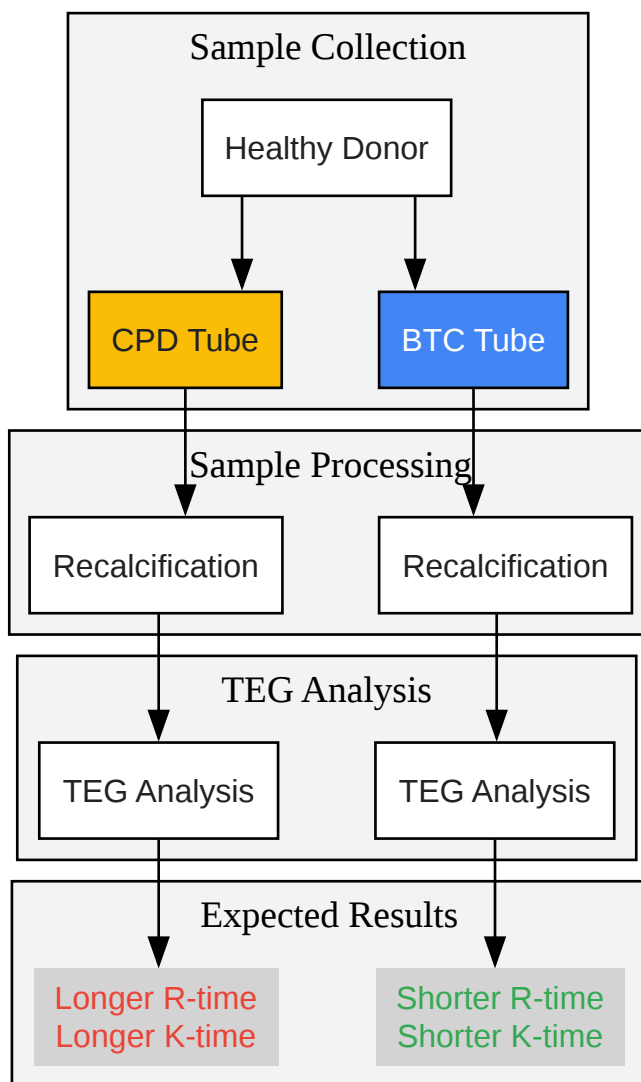 Sample Collection
Healthy Donor
CPD Tube
BTC Tube
Sample Processing
Recalcification
Recalcification
TEG Analysis
TEG Analysis
TEG Analysis
Expected Results
Longer R-time
Longer K-time
Shorter R-time
Shorter K-time